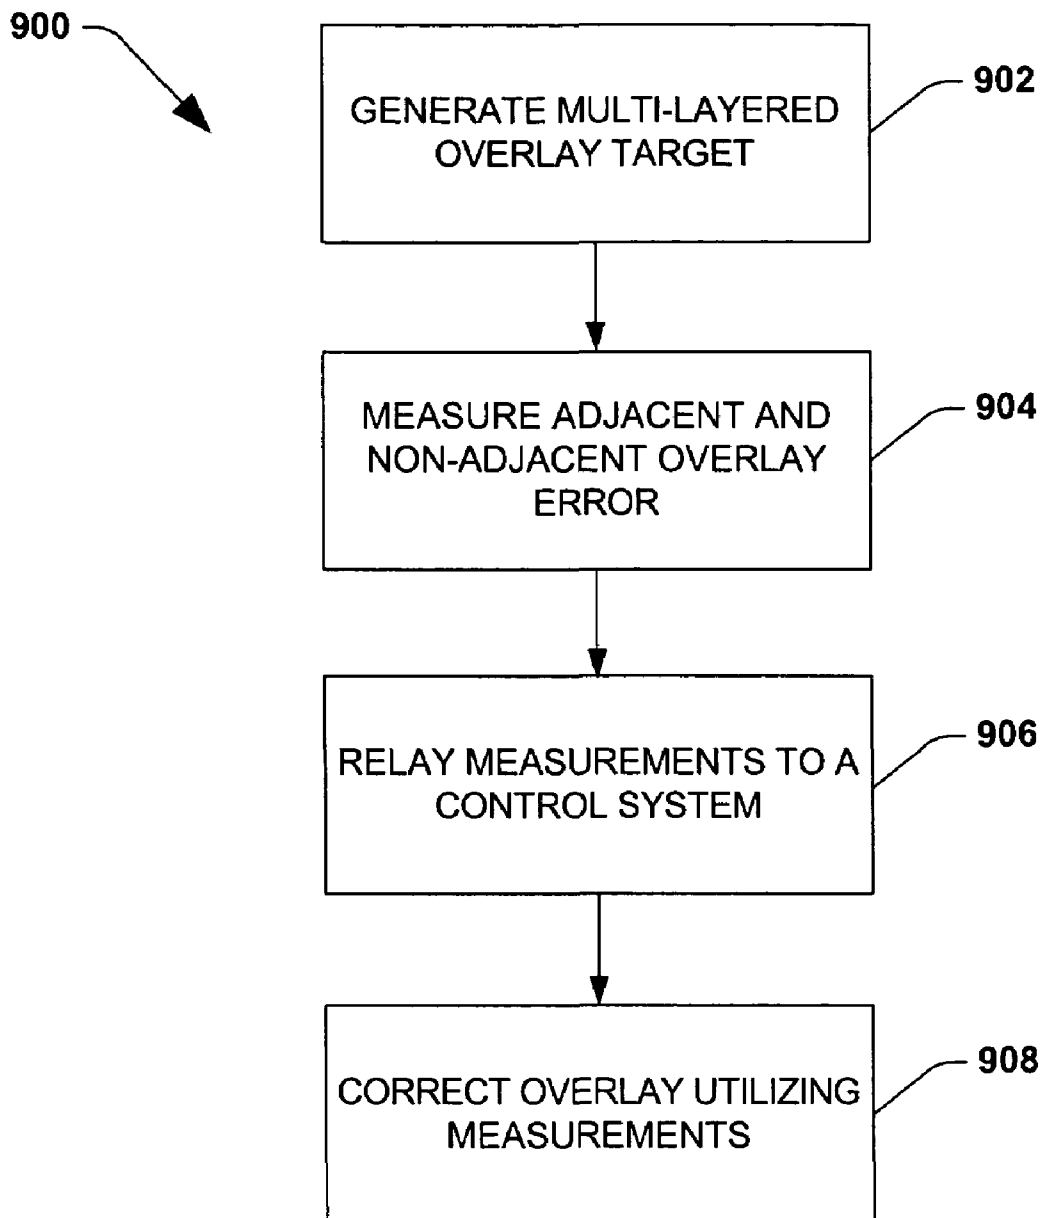 900
GENERATE MULTI-LAYERED
OVERLAY TARGET
902
MEASURE ADJACENT AND
NON-ADJACENT OVERLAY
ERROR
904
RELAY MEASUREMENTS TO A
CONTROL SYSTEM
906
CORRECT OVERLAY UTILIZING
MEASUREMENTS
908